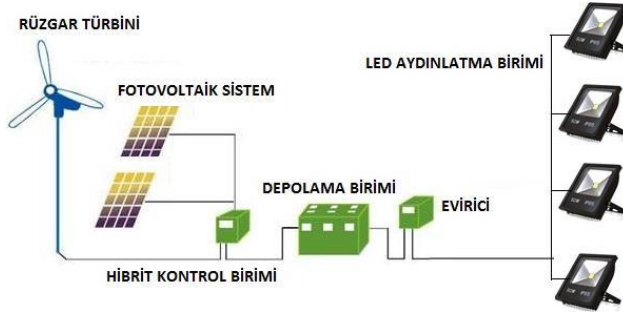 RÜZGAR TÜRBİNİ
LED AYDINLATMA BİRİMİ
FOTOVOLTAİK SİSTEM
DEPOLAMA BİRİMİ
EVİRİCİ
HİBRİT KONTROL BİRİMİ